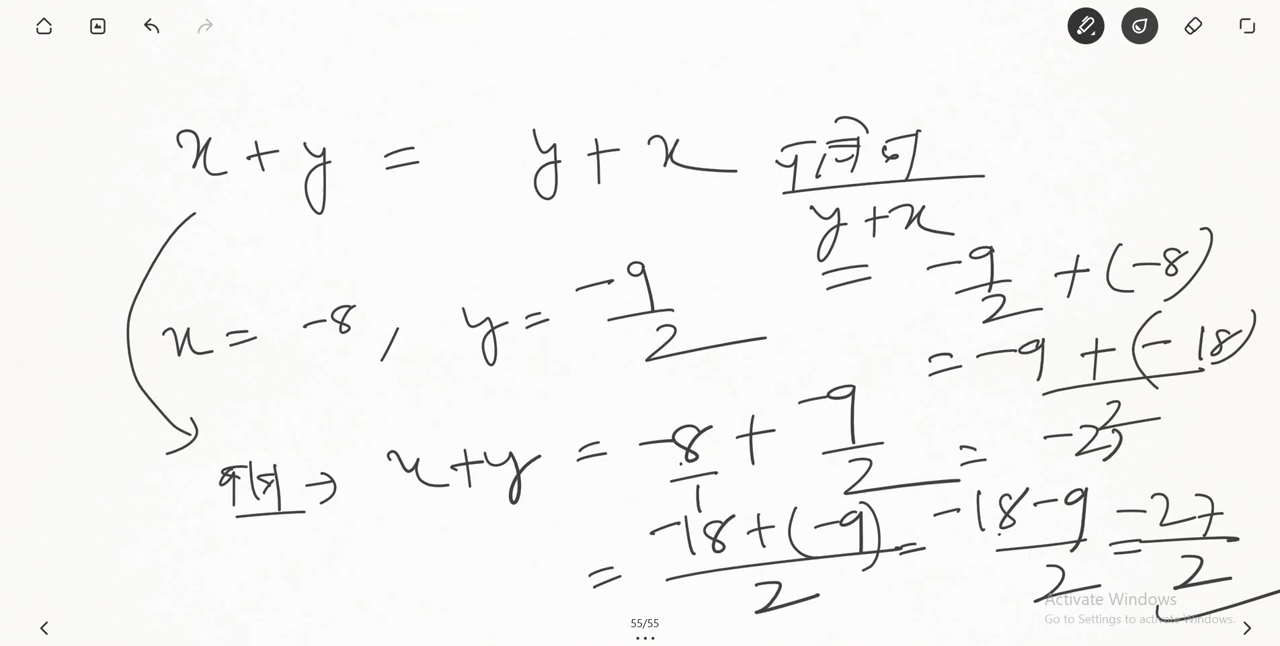 x + y = y + x
y + x
= -9/2 + (-8)
x = -8 , y = -9/2
= -9 + (-18)/2
x + y = -8/1 + -9/2
= -27
= -18 + (-9)/2 = -18 - 9/2 = -27/2
Activate Windows
Go to Settings to activate Windows.
55/55